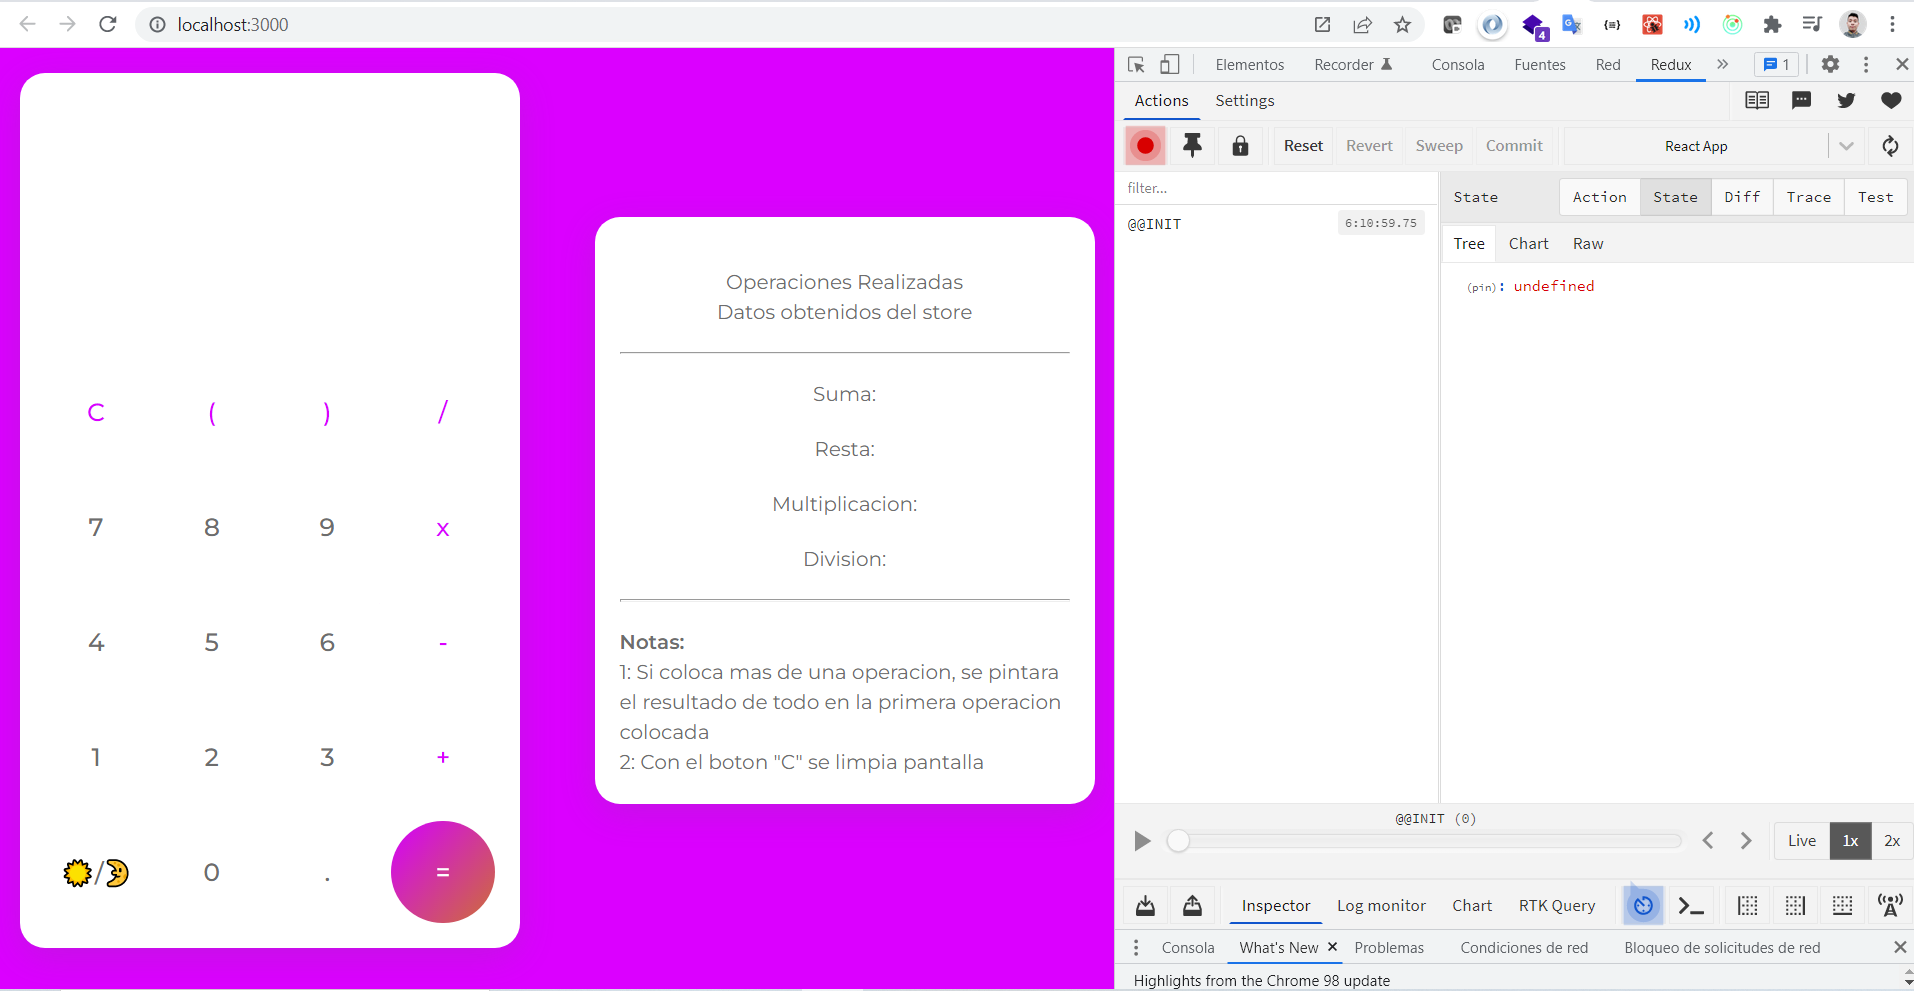 localhost:3000
4
C ( ) /
7 8 9 x
4 5 6 -
1 2 3 +
/ 0 . =
Operaciones Realizadas
Datos obtenidos del store
Suma:
Resta:
Multiplicacion:
Division:
Notas:
1: Si coloca mas de una operacion, se pintara
el resultado de todo en la primera operacion
colocada
2: Con el boton "C" se limpia pantalla
Elementos Recorder Consola Fuentes Red Redux 1
Actions Settings
Reset Revert Sweep Commit React App
filter...
@@INIT 6:10:59.75
State Action State Diff Trace Test
Tree Chart Raw
(pin): undefined
@@INIT (0)
Live 1x 2x
Inspector Log monitor Chart RTK Query
Consola What's New Problemas Condiciones de red Bloqueo de solicitudes de red
Highlights from the Chrome 98 update